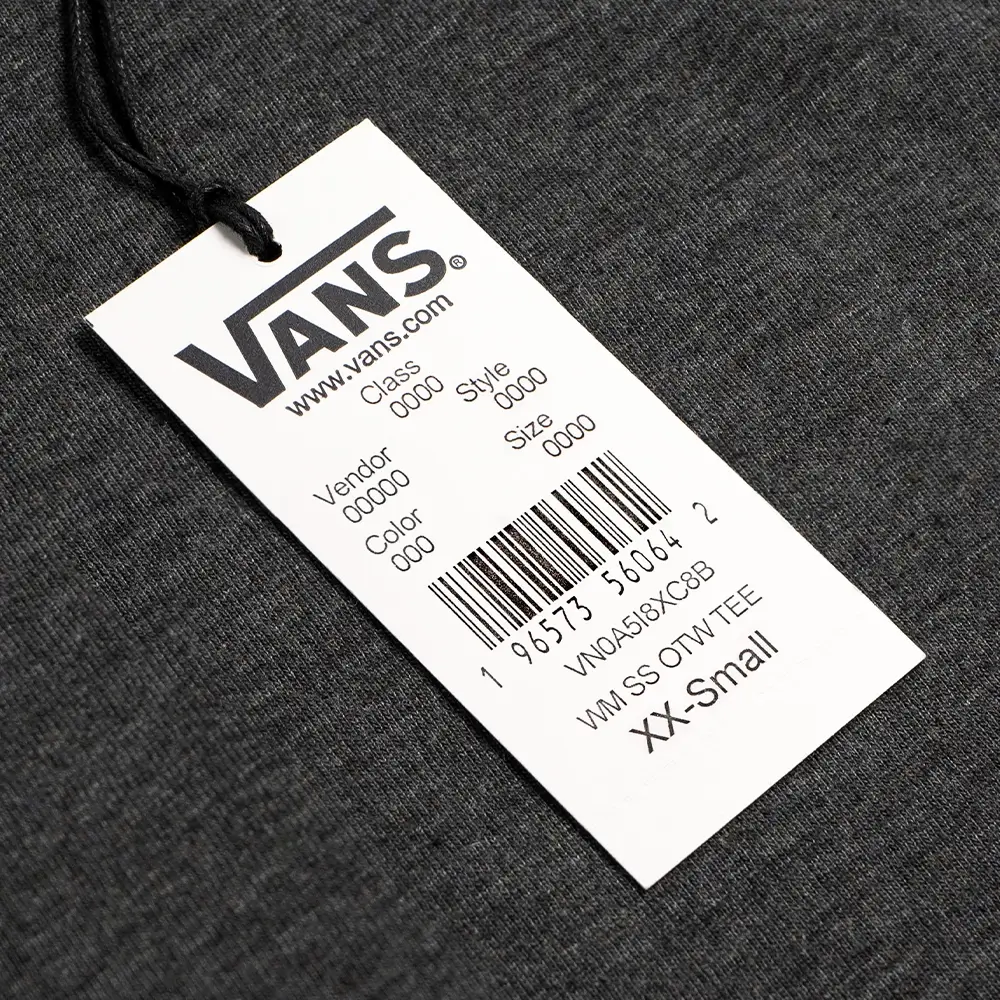 VANS®
www.vans.com
Class Style
0000 0000
Vendor Size
00000 0000
Color
000
1 96573 56064 2
VN0A5I8XC8B
WM SS OTW TEE
XX-Small